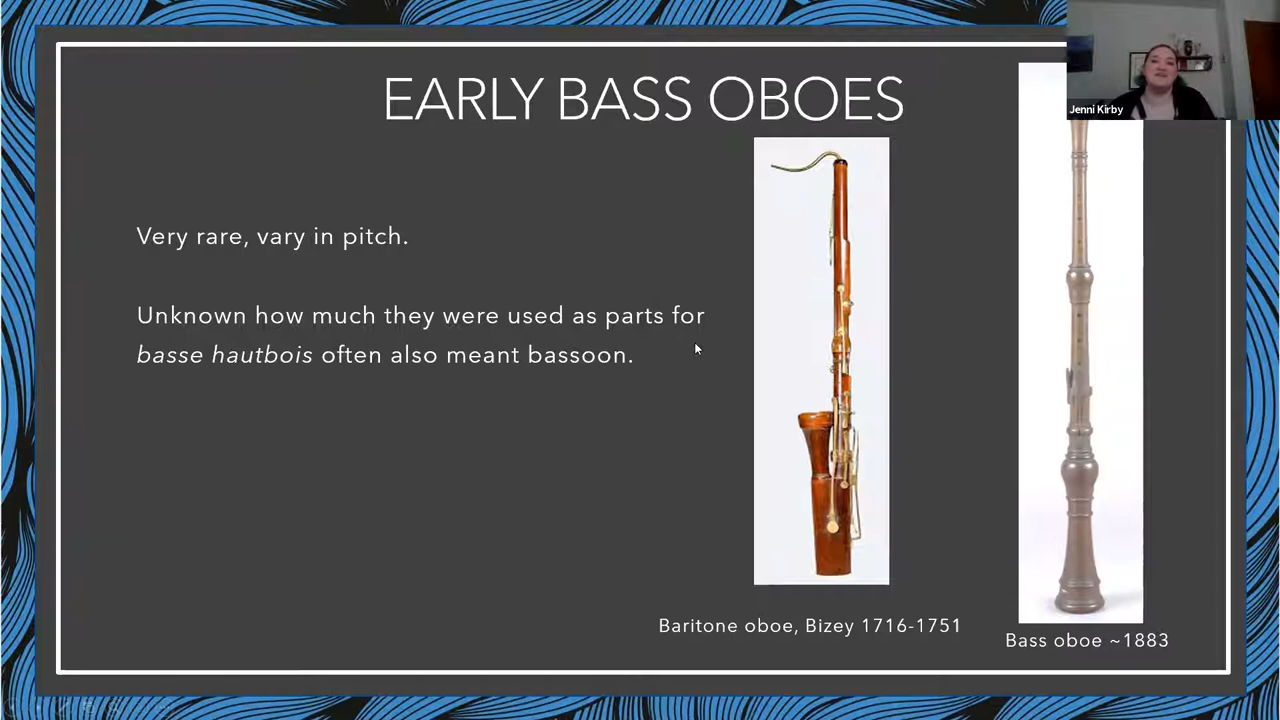 EARLY BASS OBOES
Jenni Kirby
Very rare, vary in pitch.
Unknown how much they were used as parts for
basse hautbois often also meant bassoon.
Baritone oboe, Bizey 1716-1751
Bass oboe ~1883